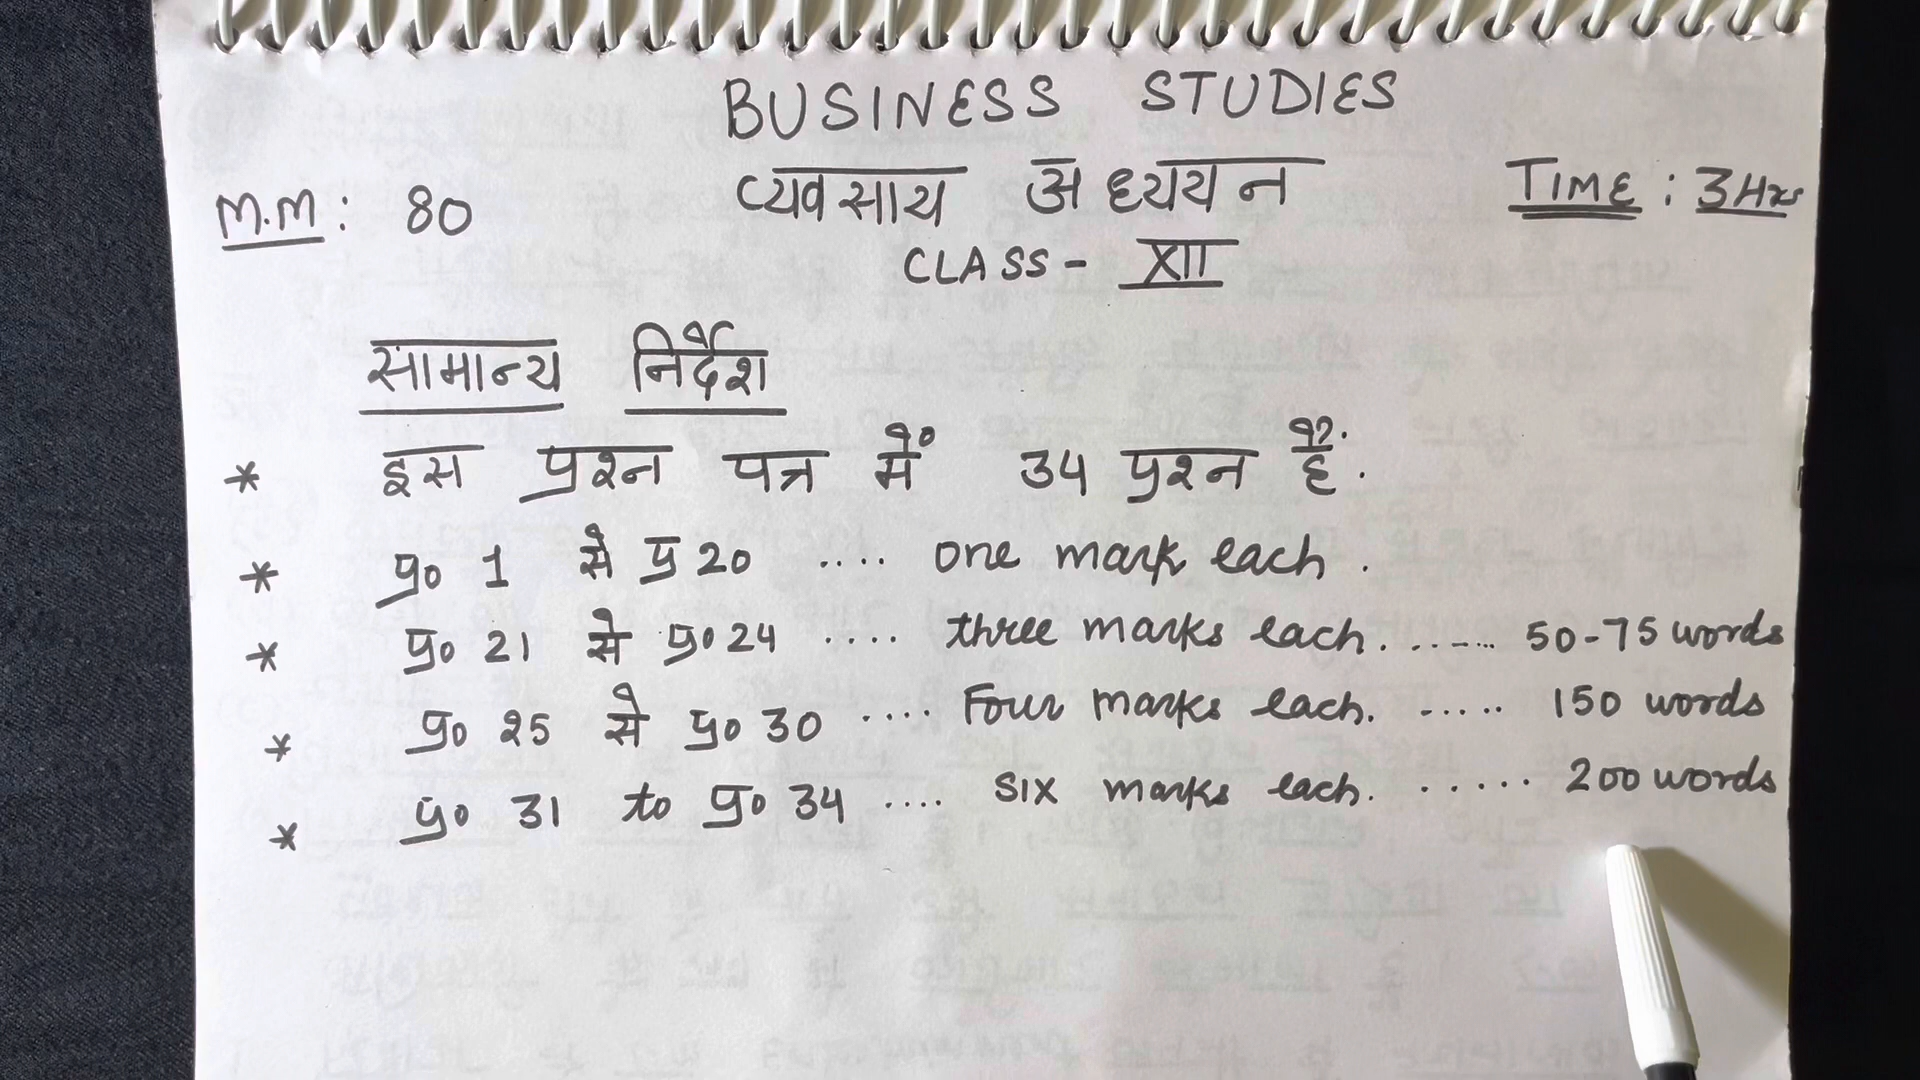 BUSINESS STUDIES
व्यवसाय अध्ययन
M.M: 80
TIME : 3 Hrs
CLASS - XII
सामान्य निर्देश
* इस प्रश्न पत्र में 34 प्रश्न हैं.
* प्र० 1 से प्र 20 .... one mark each .
* प्र० 21 से प्र० 24 .... three marks each. ........ 50-75 words
* प्र० 25 से प्र० 30 .... Four marks each. ..... 150 words
* प्र० 31 to प्र० 34 .... SIX marks each. ...... 200 words